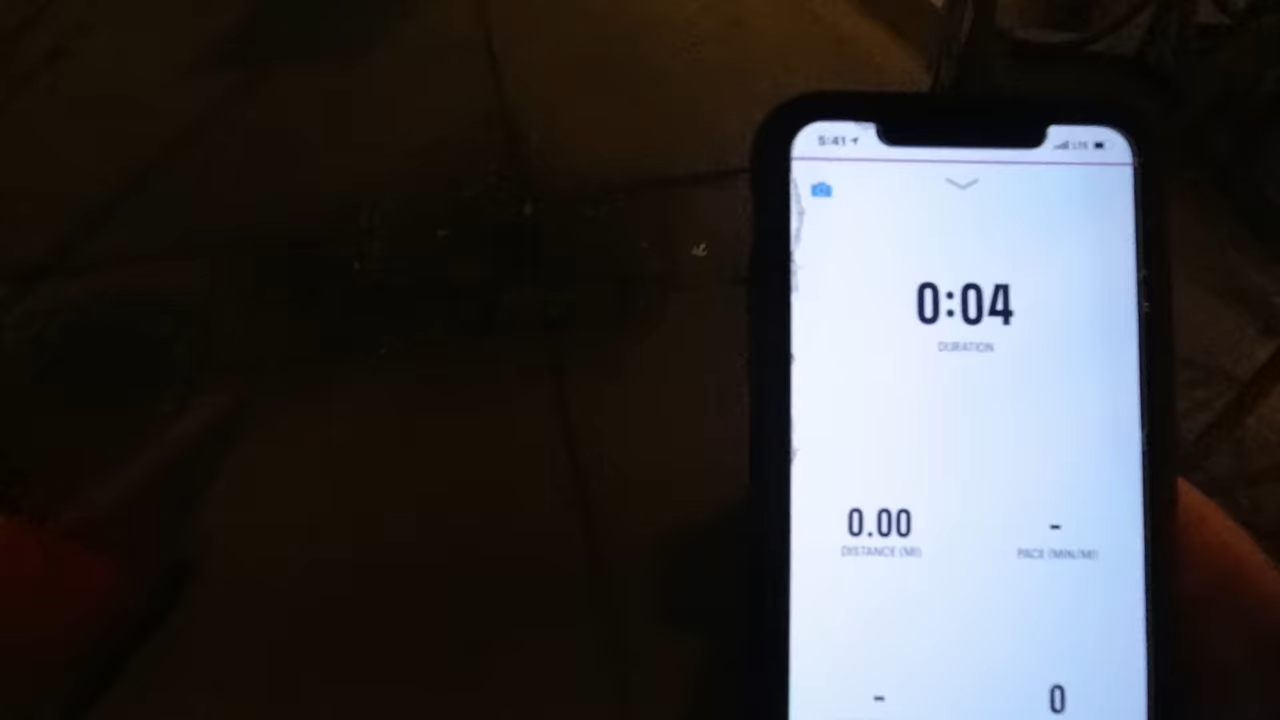 5:41 LTE
0:04
DURATION
0.00 -
DISTANCE (MI) PACE (MIN/MI)
- 0